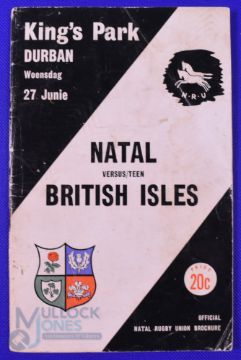 King's Park
DURBAN
Woensdag
27 Junie
N.R.U
NATAL
VERSUS/TEEN
BRITISH ISLES
PRICE
20c
OFFICIAL
NATAL RUGBY UNION BROCHURE
MULLOCK
JONES